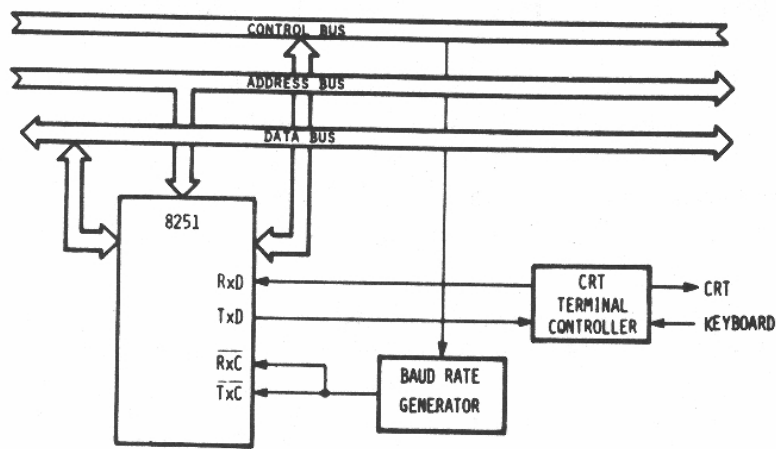 CONTROL BUS
ADDRESS BUS
DATA BUS
8251
RxD
TxD
RxC
TxC
CRT
TERMINAL
CONTROLLER
CRT
KEYBOARD
BAUD RATE
GENERATOR